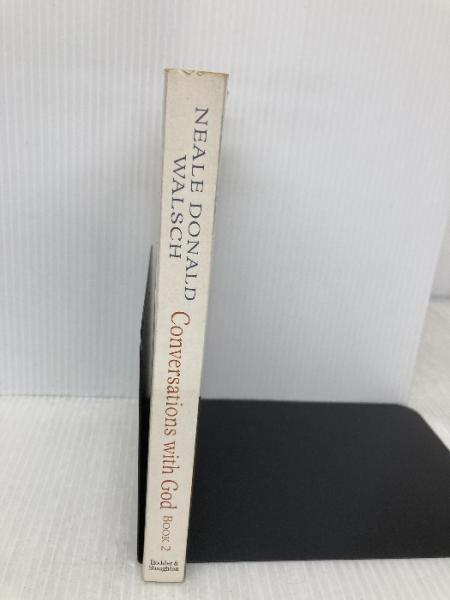 NEALE DONALD
WALSCH
Conversations with God BOOK 2
Hodder &
Stoughton